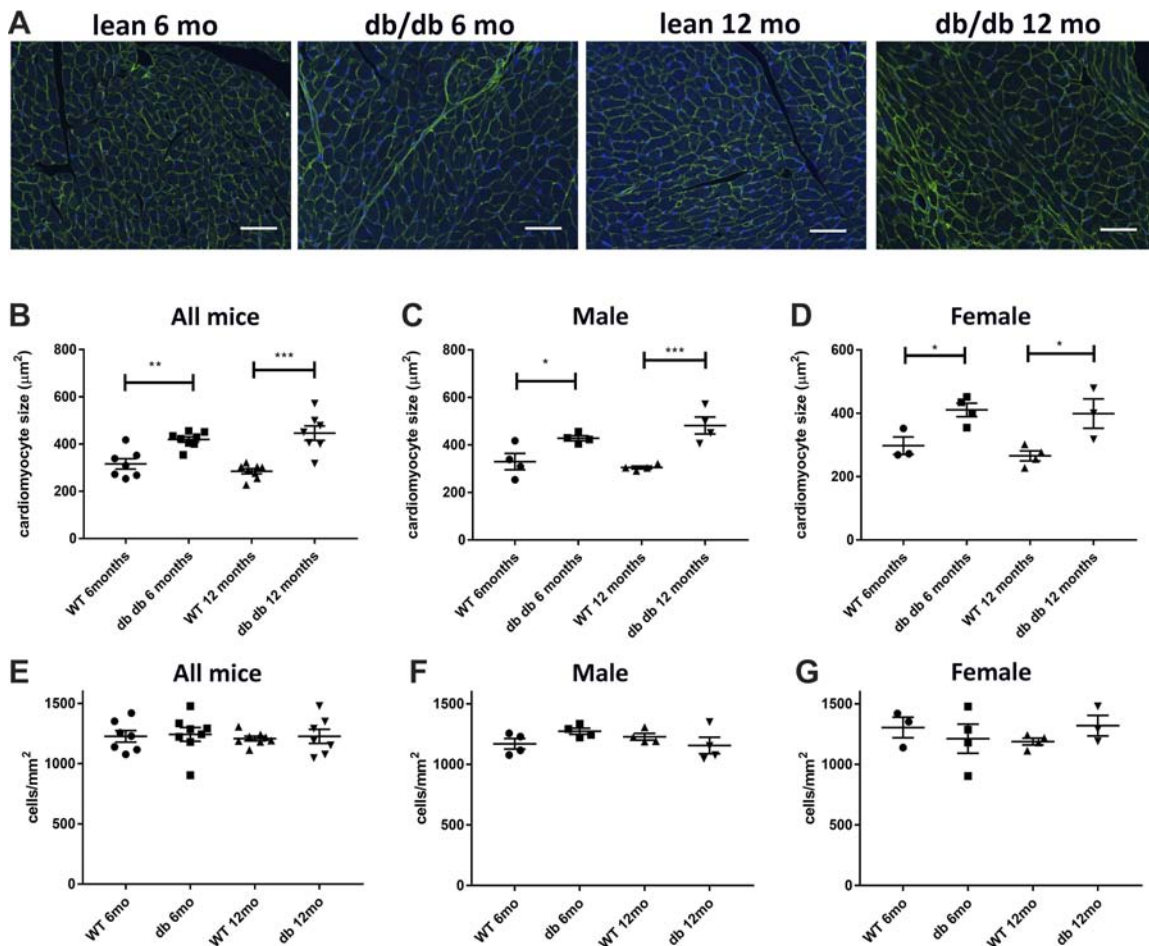 A
lean 6 mo
db/db 6 mo
lean 12 mo
db/db 12 mo
B
All mice
cardiomyocyte size (μm²)
800
600
400
200
0
**
***
WT 6months
db db 6 months
WT 12 months
db db 12 months
C
Male
cardiomyocyte size (μm²)
800
600
400
200
0
*
***
WT 6months
db db 6 months
WT 12 months
db db 12 months
D
Female
cardiomyocyte size (μm²)
600
400
200
0
*
*
WT 6months
db db 6 months
WT 12 months
db db 12 months
E
All mice
cells/mm²
1500
1000
500
0
WT 6mo
db 6mo
WT 12mo
db 12mo
F
Male
cells/mm²
1500
1000
500
0
WT 6mo
db 6mo
WT 12mo
db 12mo
G
Female
cells/mm²
1500
1000
500
0
WT 6mo
db 6mo
WT 12mo
db 12mo